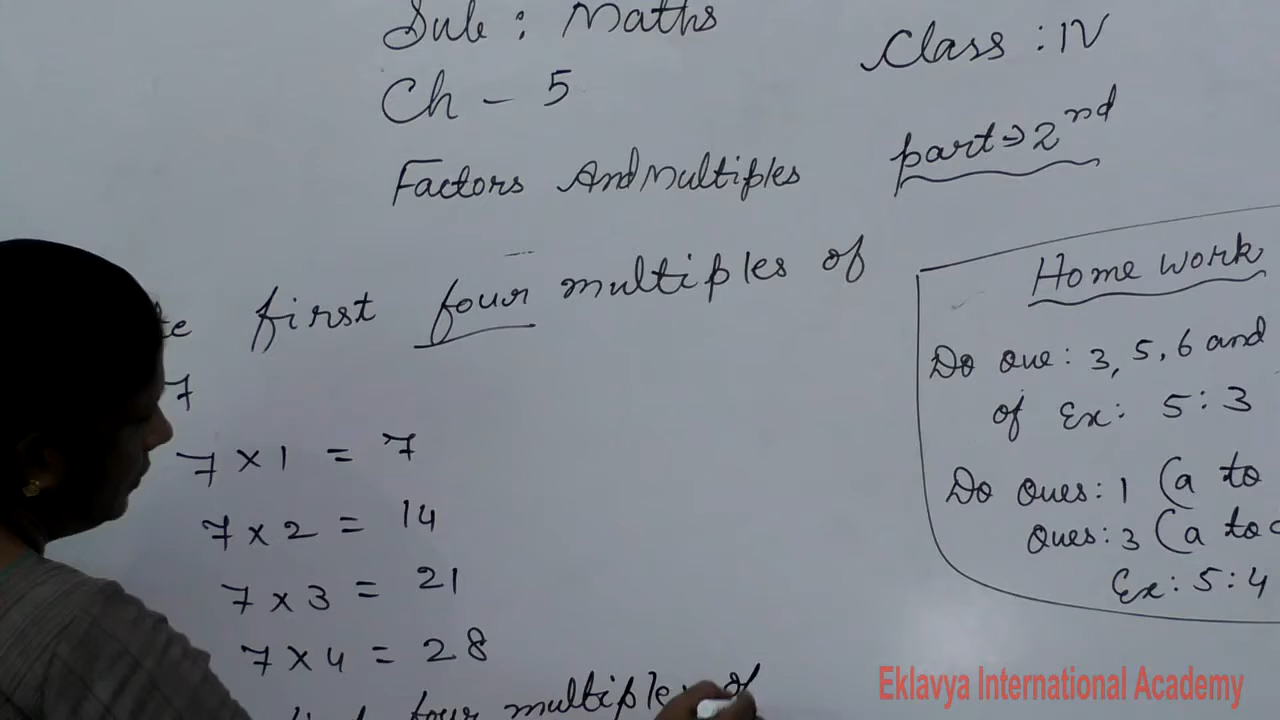 Sub : Maths
Class : IV
Ch - 5
part ⇒ 2nd
Factors And Multiples
first four multiples of
7
7 × 1 = 7
7 × 2 = 14
7 × 3 = 21
7 × 4 = 28
four multiples of
Home work
Do Que : 3, 5, 6 and
of Ex : 5 : 3
Do Ques : 1 (a to
Ques : 3 (a to
Ex : 5 : 4
Eklavya International Academy